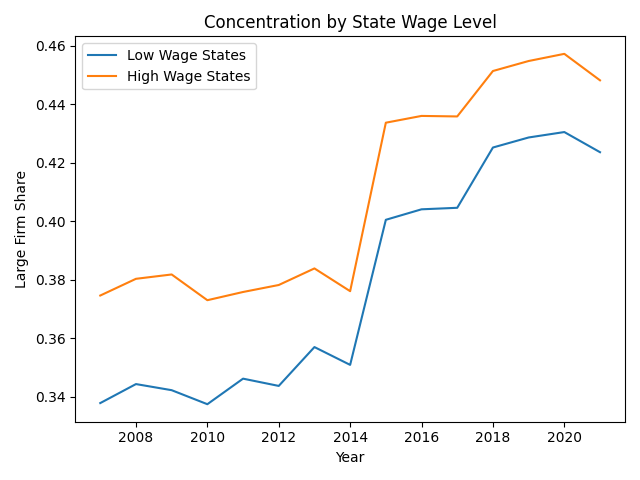 Concentration by State Wage Level
Low Wage States
High Wage States
Large Firm Share
0.46
0.44
0.42
0.40
0.38
0.36
0.34
2008 2010 2012 2014 2016 2018 2020
Year